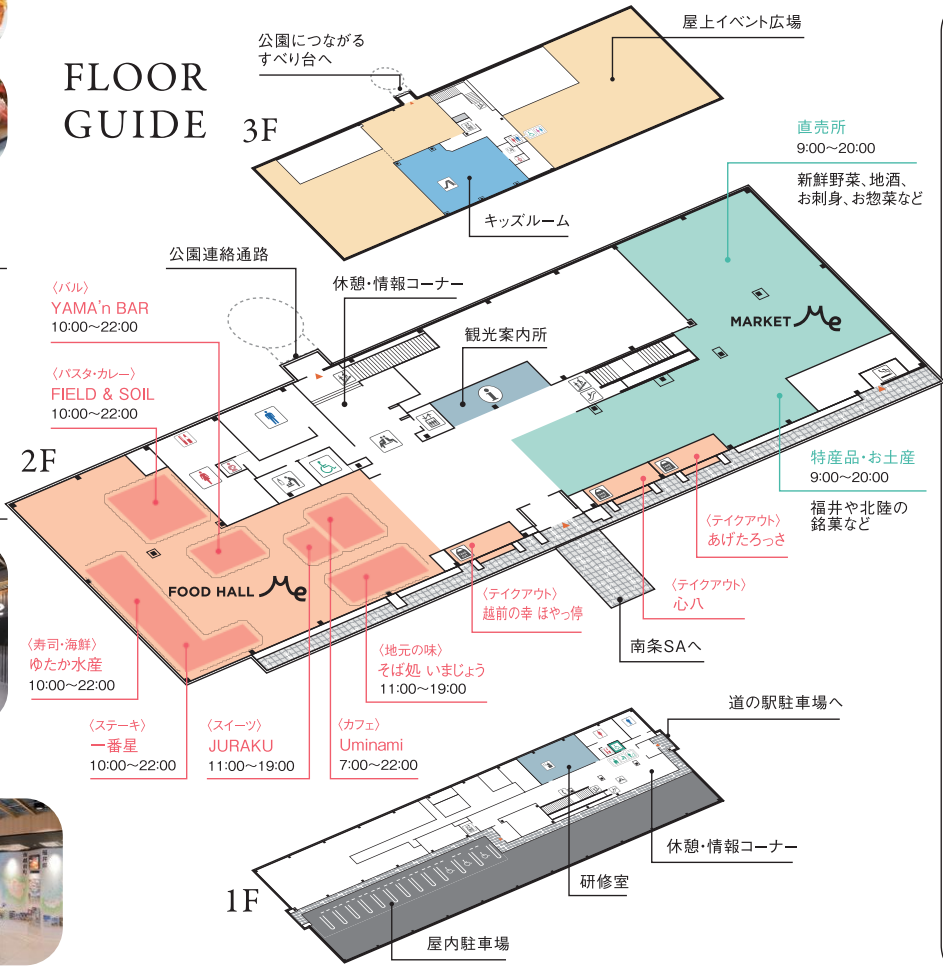 FLOOR
GUIDE
3F
公園につながる
すべり台へ
屋上イベント広場
キッズルーム
直売所
9:00〜20:00
新鮮野菜、地酒、
お刺身、お惣菜など
公園連絡通路
休憩・情報コーナー
観光案内所
〈バル〉
YAMA'n BAR
10:00〜22:00
〈パスタ・カレー〉
FIELD & SOIL
10:00〜22:00
2F
MARKET Me
特産品・お土産
9:00〜20:00
福井や北陸の
銘菓など
〈テイクアウト〉
あげたろっさ
〈テイクアウト〉
心八
〈テイクアウト〉
越前の幸 ほやっ停
南条SAへ
FOOD HALL Me
〈寿司・海鮮〉
ゆたか水産
10:00〜22:00
〈地元の味〉
そば処 いまじょう
11:00〜19:00
〈ステーキ〉
一番星
10:00〜22:00
〈スイーツ〉
JURAKU
11:00〜19:00
〈カフェ〉
Uminami
7:00〜22:00
道の駅駐車場へ
1F
休憩・情報コーナー
研修室
屋内駐車場